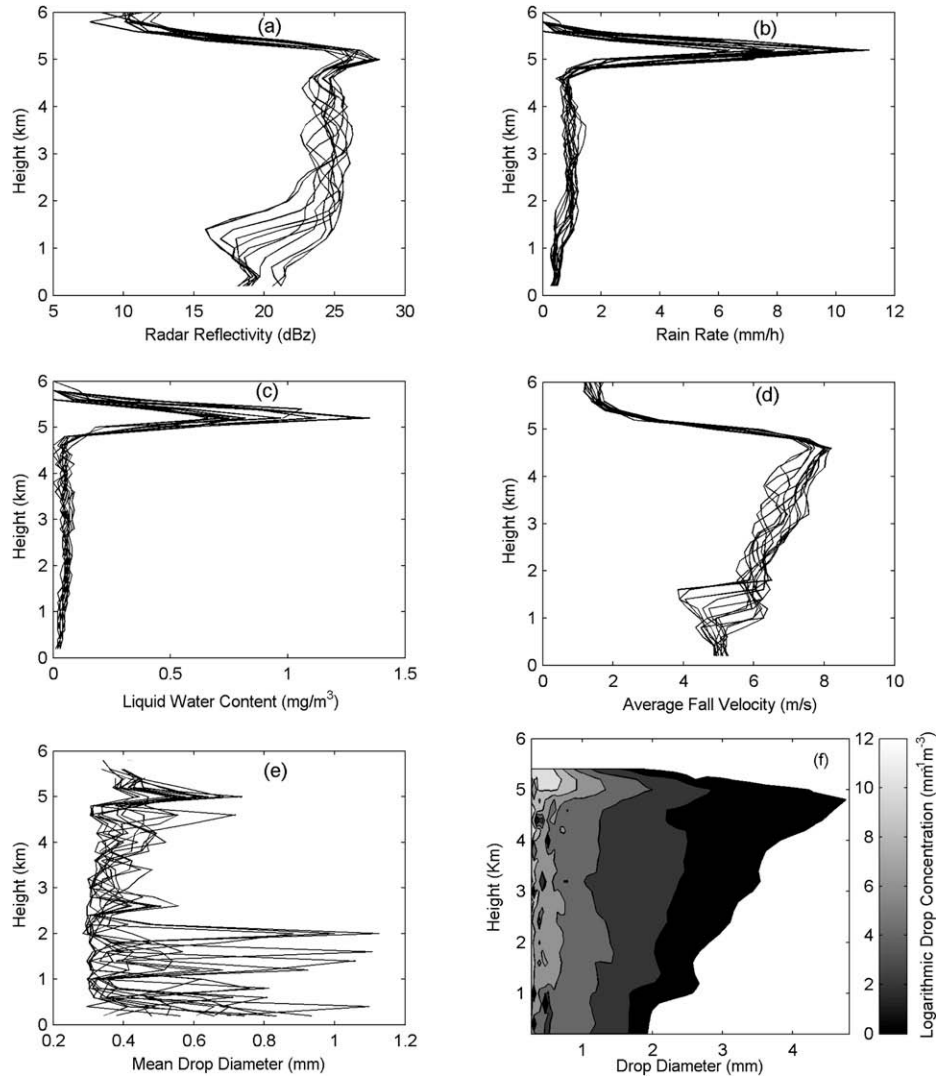 (a)
6
5
4
3
2
1
0
Height (km)
5 10 15 20 25 30
Radar Reflectivity (dBz)
(b)
6
5
4
3
2
1
0
Height (km)
0 2 4 6 8 10 12
Rain Rate (mm/h)
(c)
6
5
4
3
2
1
0
Height (km)
0 0.5 1 1.5
Liquid Water Content (mg/m³)
(d)
6
5
4
3
2
1
0
Height (km)
0 2 4 6 8 10
Average Fall Velocity (m/s)
(e)
6
5
4
3
2
1
0
Height (km)
0.2 0.4 0.6 0.8 1 1.2
Mean Drop Diameter (mm)
(f)
6
5
4
3
2
1
Height (Km)
1 2 3 4
Drop Diameter (mm)
12
10
8
6
4
2
0
Logarithmic Drop Concentration (mm⁻¹m⁻³)